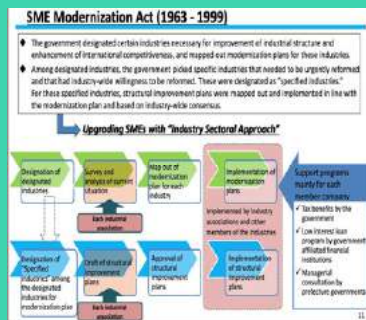 SME Modernization Act (1963 - 1999)
The government designated certain industries necessary for improvement of industrial structure and
enhancement of international competitiveness, and mapped out modernization plans for these industries.
Among designated industries, the government picked specific industries that needed to be urgently reformed
and that had industry-wide willingness to be reformed. These were designated as "specified industries."
For these specified industries, structural improvement plans were mapped out and implemented in line with
the modernization plan and based on industry-wide consensus.
Upgrading SMEs with "Industry Sectoral Approach"
Designation of
designated
industries
Survey and
analysis of current
situation
Map out of
modernization
plan for each
industry
Implementation of
modernization
plans
Each industrial
association
Implemented by industry
associations and other
members of the industries
Designation of
"Specified
industries" among
the designated
industries for
modernization plan
Draft of structural
improvement
plans
Approval of
structural
improvement
plans
Implementation
of structural
improvement plans
Each industrial
association
Support programs
mainly for each
member company
✓ Tax benefits by the
government
✓ Low interest loan
program by government
affiliated financial
institutions
✓ Managerial
consultation by
prefecture governments
11